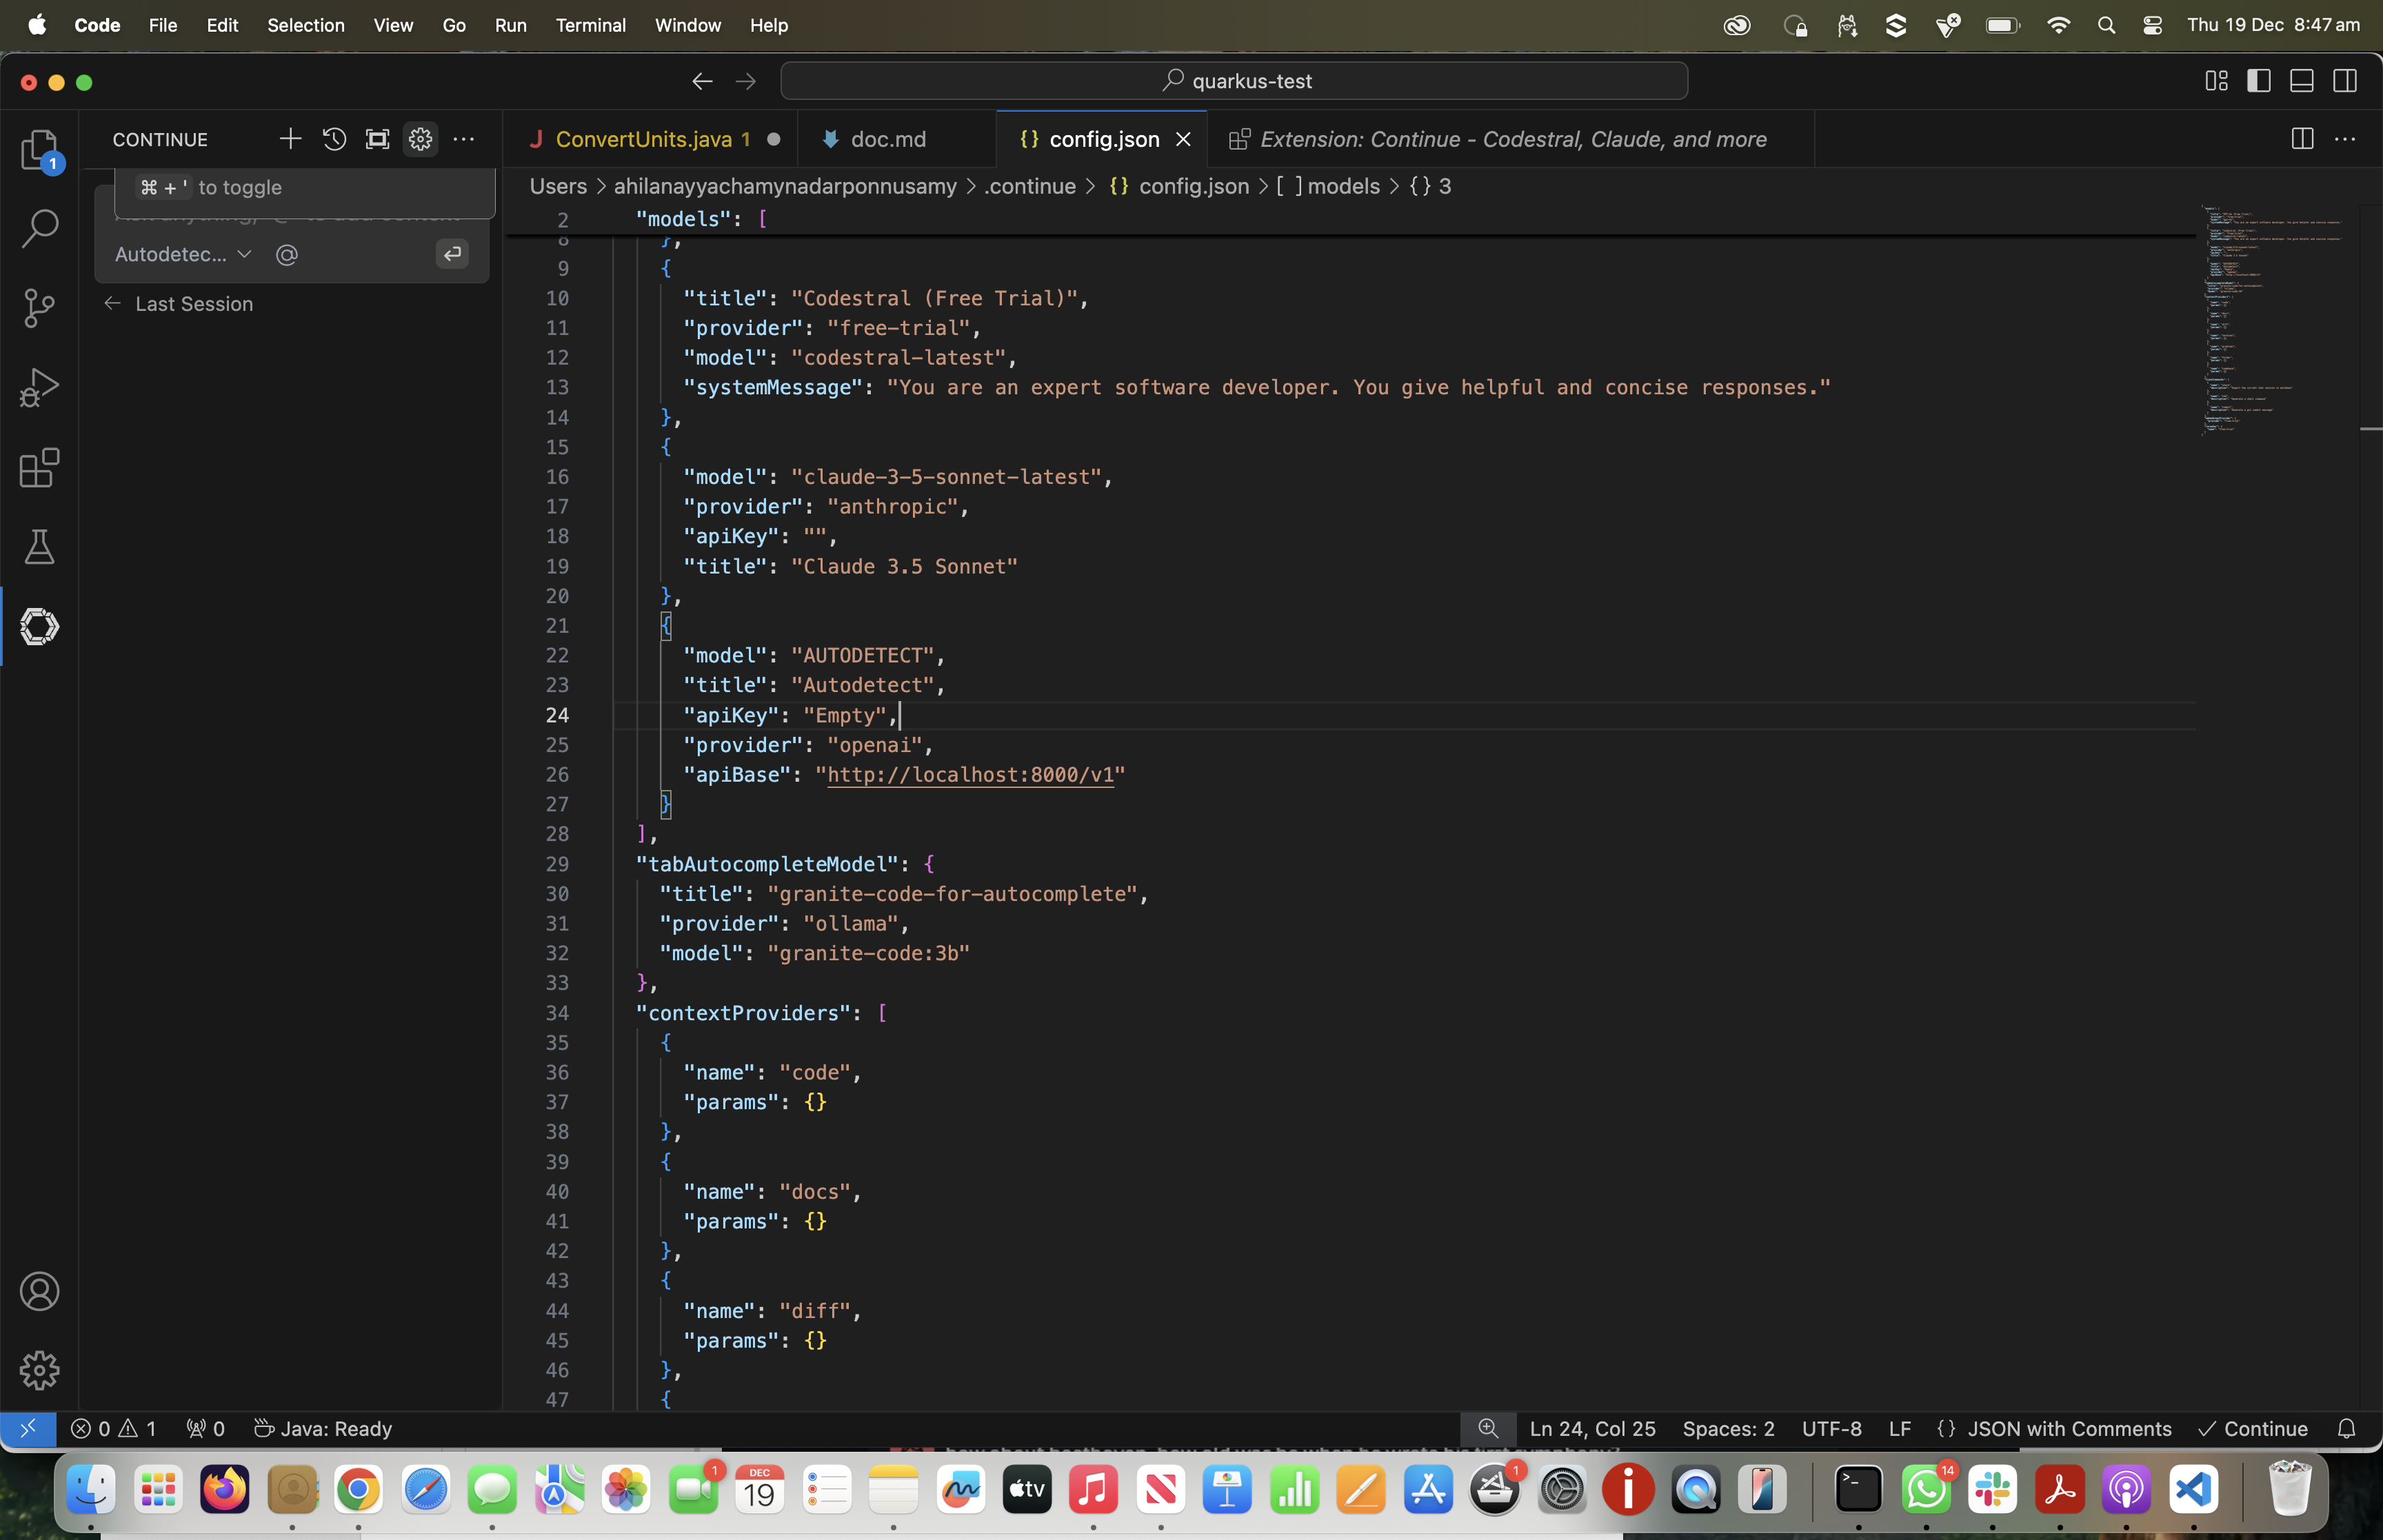 Code File Edit Selection View Go Run Terminal Window Help Thu 19 Dec 8:47 am
quarkus-test
CONTINUE
ConvertUnits.java 1 doc.md {} config.json Extension: Continue - Codestral, Claude, and more
1
⌘ + ' to toggle
Autodetec... @
Last Session
Users > ahilanayyachamynadarponnusamy > .continue > {} config.json > [ ] models > {} 3
2 "models": [
8 },
9 {
10 "title": "Codestral (Free Trial)",
11 "provider": "free-trial",
12 "model": "codestral-latest",
13 "systemMessage": "You are an expert software developer. You give helpful and concise responses."
14 },
15 {
16 "model": "claude-3-5-sonnet-latest",
17 "provider": "anthropic",
18 "apiKey": "",
19 "title": "Claude 3.5 Sonnet"
20 },
21 {
22 "model": "AUTODETECT",
23 "title": "Autodetect",
24 "apiKey": "Empty",
25 "provider": "openai",
26 "apiBase": "http://localhost:8000/v1"
27 }
28 ],
29 "tabAutocompleteModel": {
30 "title": "granite-code-for-autocomplete",
31 "provider": "ollama",
32 "model": "granite-code:3b"
33 },
34 "contextProviders": [
35 {
36 "name": "code",
37 "params": {}
38 },
39 {
40 "name": "docs",
41 "params": {}
42 },
43 {
44 "name": "diff",
45 "params": {}
46 },
47 {
0 1 0 Java: Ready Ln 24, Col 25 Spaces: 2 UTF-8 LF {} JSON with Comments ✓ Continue
1 DEC 19 tv 1 14